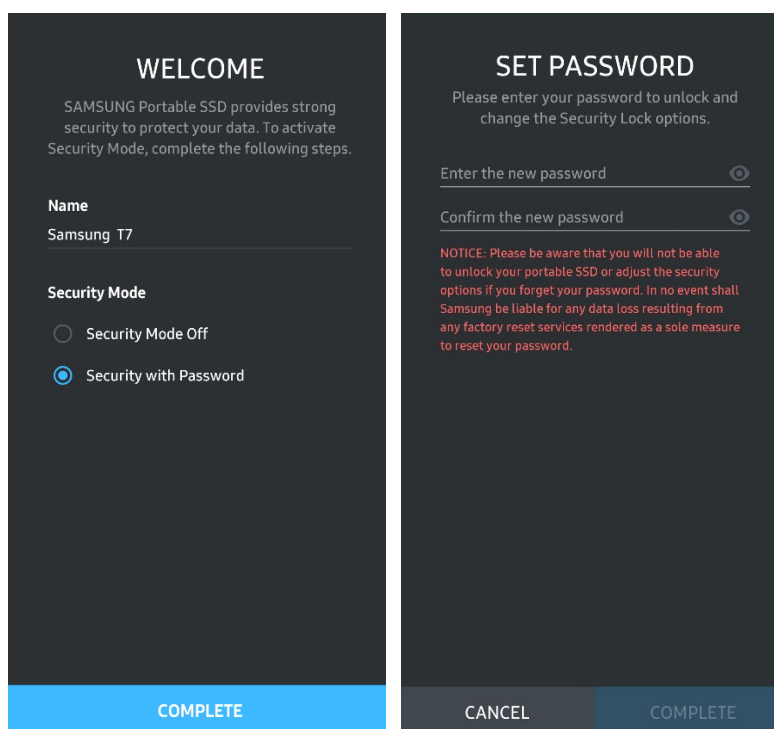 WELCOME
SAMSUNG Portable SSD provides strong
security to protect your data. To activate
Security Mode, complete the following steps.
Name
Samsung T7
Security Mode
Security Mode Off
Security with Password
COMPLETE
SET PASSWORD
Please enter your password to unlock and
change the Security Lock options.
Enter the new password
Confirm the new password
NOTICE: Please be aware that you will not be able
to unlock your portable SSD or adjust the security
options if you forget your password. In no event shall
Samsung be liable for any data loss resulting from
any factory reset services rendered as a sole measure
to reset your password.
CANCEL
COMPLETE